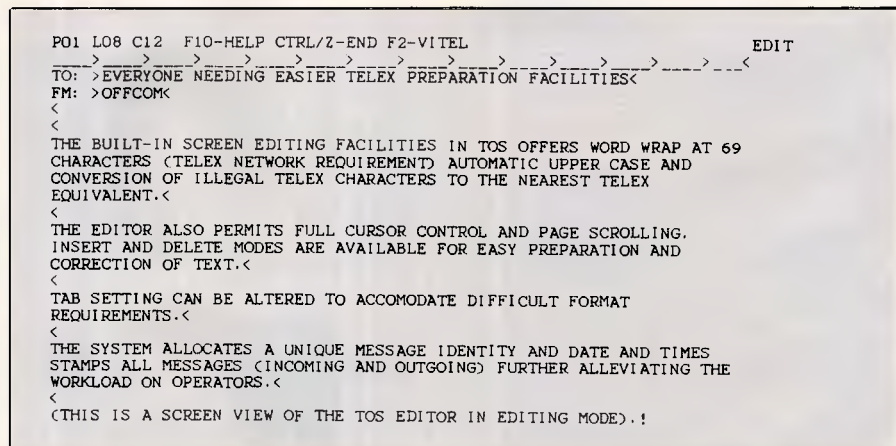 P01 L08 C12 F10-HELP CTRL/Z-END F2-VITEL EDIT
____>____>____>____>____>____>____>____>____>____>____>____>____>___<
TO: >EVERYONE NEEDING EASIER TELEX PREPARATION FACILITIES<
FM: >OFFCOM<
<
<
THE BUILT-IN SCREEN EDITING FACILITIES IN TOS OFFERS WORD WRAP AT 69
CHARACTERS (TELEX NETWORK REQUIREMENT) AUTOMATIC UPPER CASE AND
CONVERSION OF ILLEGAL TELEX CHARACTERS TO THE NEAREST TELEX
EQUIVALENT.<
<
THE EDITOR ALSO PERMITS FULL CURSOR CONTROL AND PAGE SCROLLING.
INSERT AND DELETE MODES ARE AVAILABLE FOR EASY PREPARATION AND
CORRECTION OF TEXT.<
<
TAB SETTING CAN BE ALTERED TO ACCOMODATE DIFFICULT FORMAT
REQUIREMENTS.<
<
THE SYSTEM ALLOCATES A UNIQUE MESSAGE IDENTITY AND DATE AND TIMES
STAMPS ALL MESSAGES (INCOMING AND OUTGOING) FURTHER ALLEVIATING THE
WORKLOAD ON OPERATORS.<
<
(THIS IS A SCREEN VIEW OF THE TOS EDITOR IN EDITING MODE).!